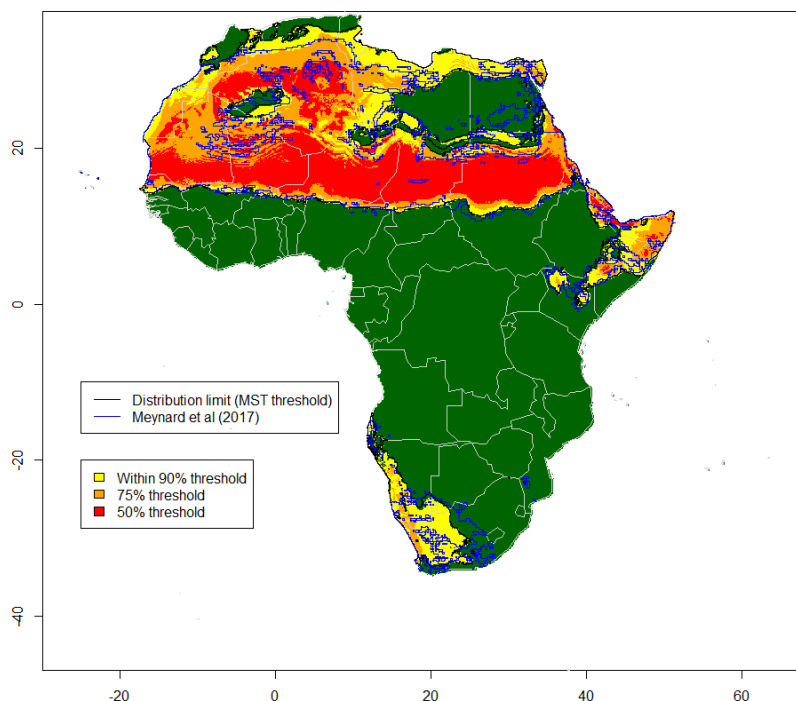 20
0
-20
-40
Distribution limit (MST threshold)
Meynard et al (2017)
Within 90% threshold
75% threshold
50% threshold
-20
0
20
40
60